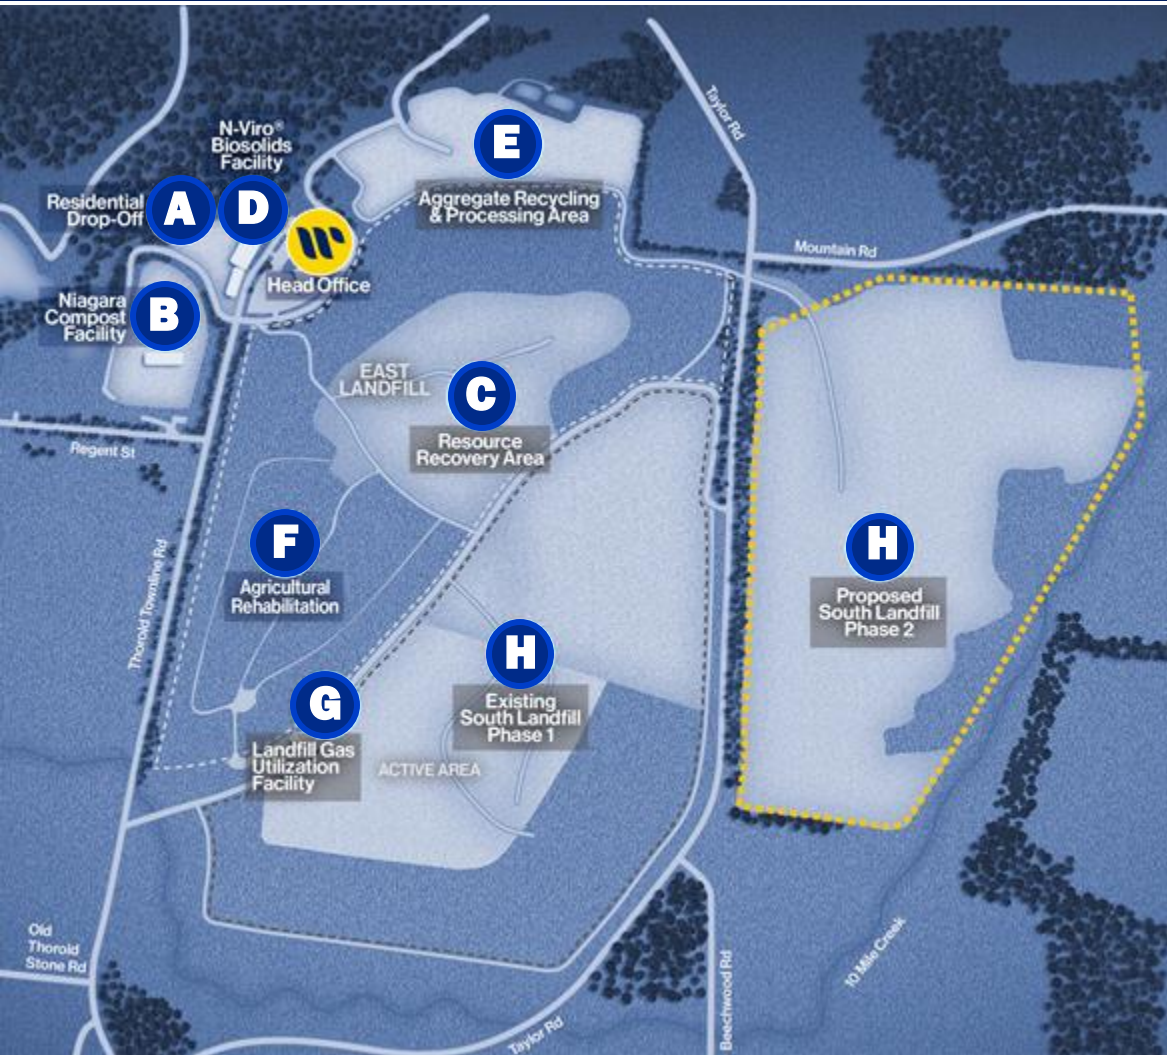 Taylor Rd
E
N-Viro®
Biosolids
Facility
Residential
Drop-Off
A
D
Aggregate Recycling
& Processing Area
W
Head Office
Mountain Rd
Niagara
Compost
Facility
B
EAST
LANDFILL
C
Resource
Recovery Area
Regent St
F
Agricultural
Rehabilitation
H
Proposed
South Landfill
Phase 2
Thorold Townline Rd
H
Existing
South Landfill
Phase 1
G
Landfill Gas
Utilization
Facility
ACTIVE AREA
Old
Thorold
Stone Rd
10 Mile Creek
Beechwood Rd
Taylor Rd